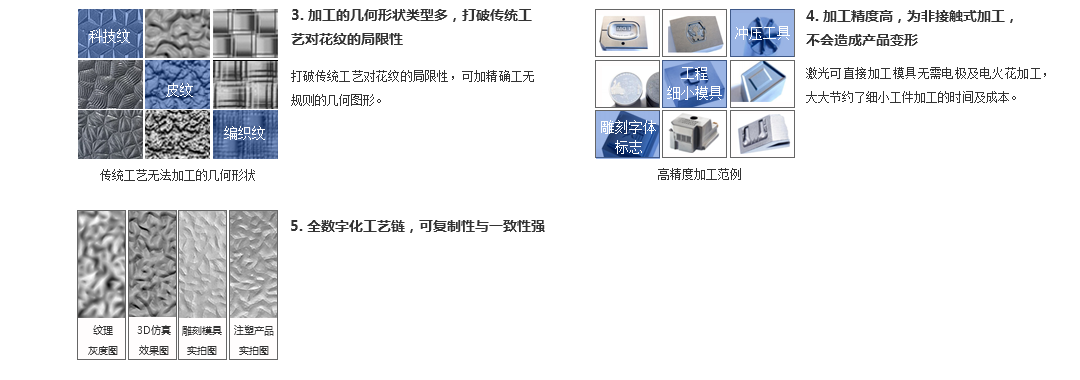 科技纹
皮纹
编织纹
传统工艺无法加工的几何形状
3. 加工的几何形状类型多，打破传统工
艺对花纹的局限性
打破传统工艺对花纹的局限性，可加精确工无
规则的几何图形。
冲压工具
工程
细小模具
雕刻字体
标志
高精度加工范例
4. 加工精度高，为非接触式加工，
不会造成产品变形
激光可直接加工模具无需电极及电火花加工，
大大节约了细小工件加工的时间及成本。
纹理
灰度图
3D仿真
效果图
雕刻模具
实拍图
注塑产品
实拍图
5. 全数字化工艺链，可复制性与一致性强